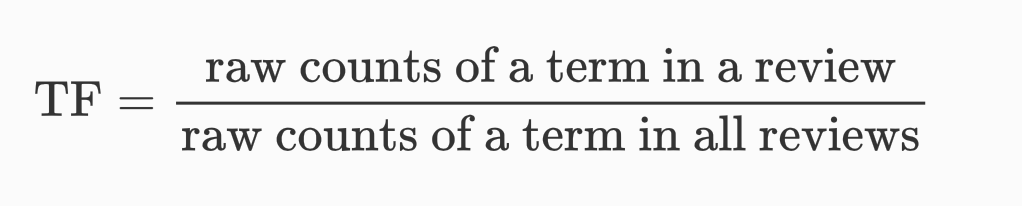 TF = raw counts of a term in a review
raw counts of a term in all reviews